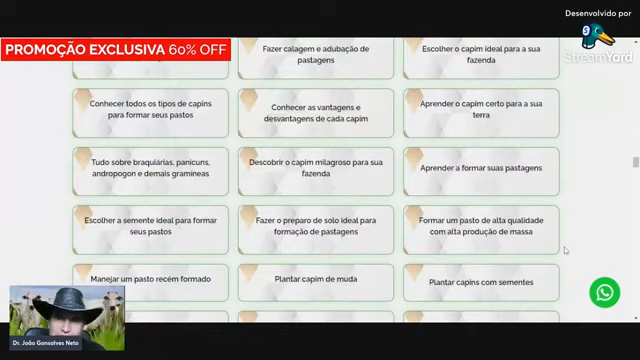 Desenvolvido por
StreamYard
PROMOÇÃO EXCLUSIVA 60% OFF
Fazer calagem e adubação de
pastagens
Escolher o capim ideal para a sua
fazenda
Conhecer todos os tipos de capins
para formar seus pastos
Conhecer as vantagens e
desvantagens de cada capim
Aprender o capim certo para a sua
terra
Tudo sobre braquiárias, panicuns,
andropogon e demais gramíneas
Descobrir o capim milagroso para sua
fazenda
Aprender a formar suas pastagens
Escolher a semente ideal para formar
seus pastos
Fazer o preparo de solo ideal para
formação de pastagens
Formar um pasto de alta qualidade
com alta produção de massa
Manejar um pasto recém formado
Plantar capim de muda
Plantar capins com sementes
Dr. João Gonsalves Neto